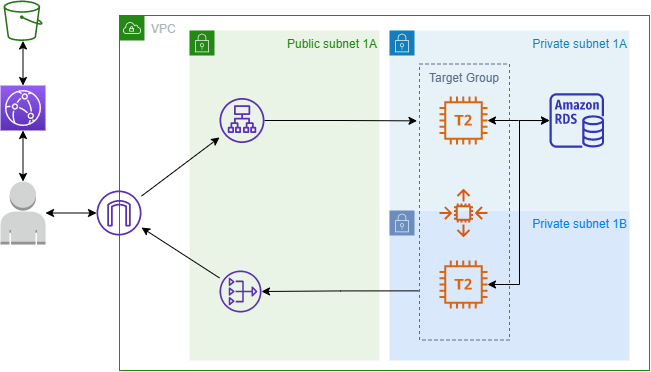 VPC
Public subnet 1A
Private subnet 1A
Target Group
T2
Amazon
RDS
Private subnet 1B
T2